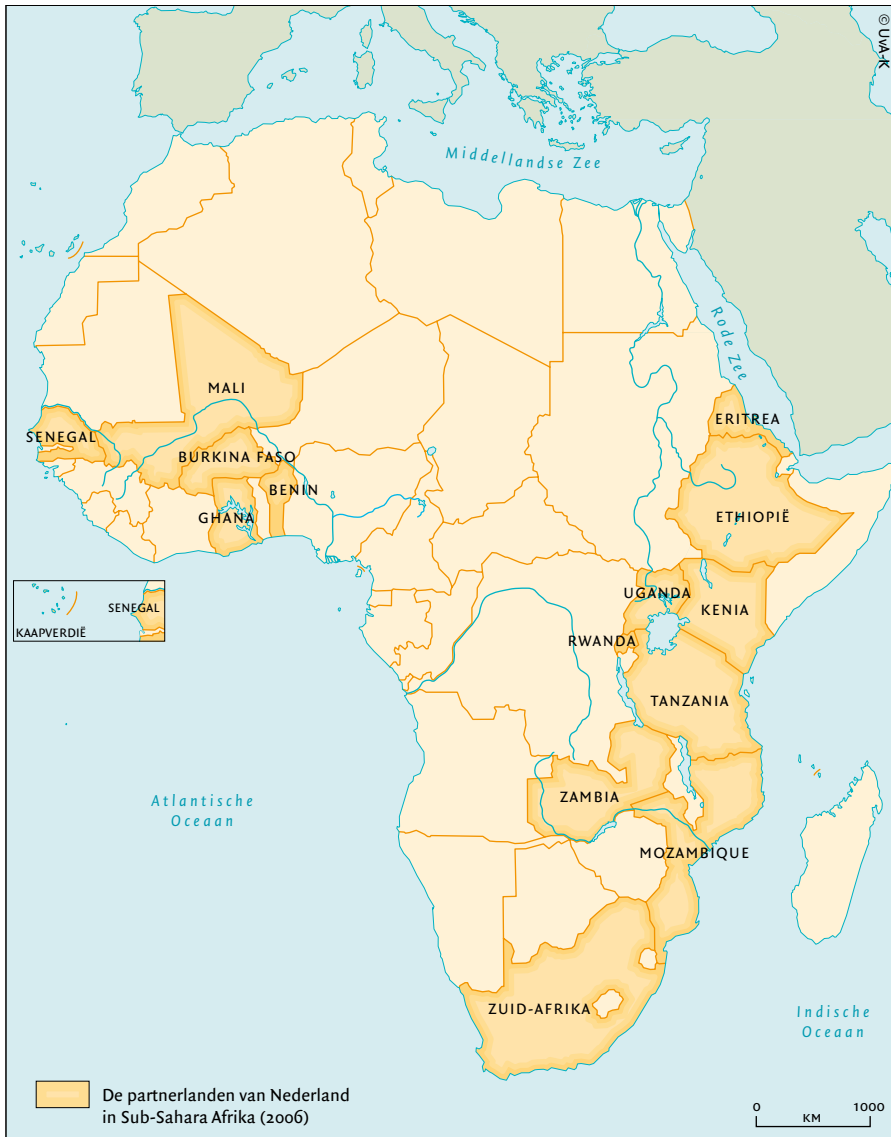 © UvA-K
Middellandse Zee
Rode Zee
MALI
SENEGAL
ERITREA
BURKINA FASO
BENIN
GHANA
ETHIOPIË
UGANDA
KENIA
SENEGAL
KAAPVERDIË
RWANDA
TANZANIA
Atlantische
Oceaan
ZAMBIA
MOZAMBIQUE
ZUID-AFRIKA
Indische
Oceaan
De partnerlanden van Nederland
in Sub-Sahara Afrika (2006)
0 1000
KM